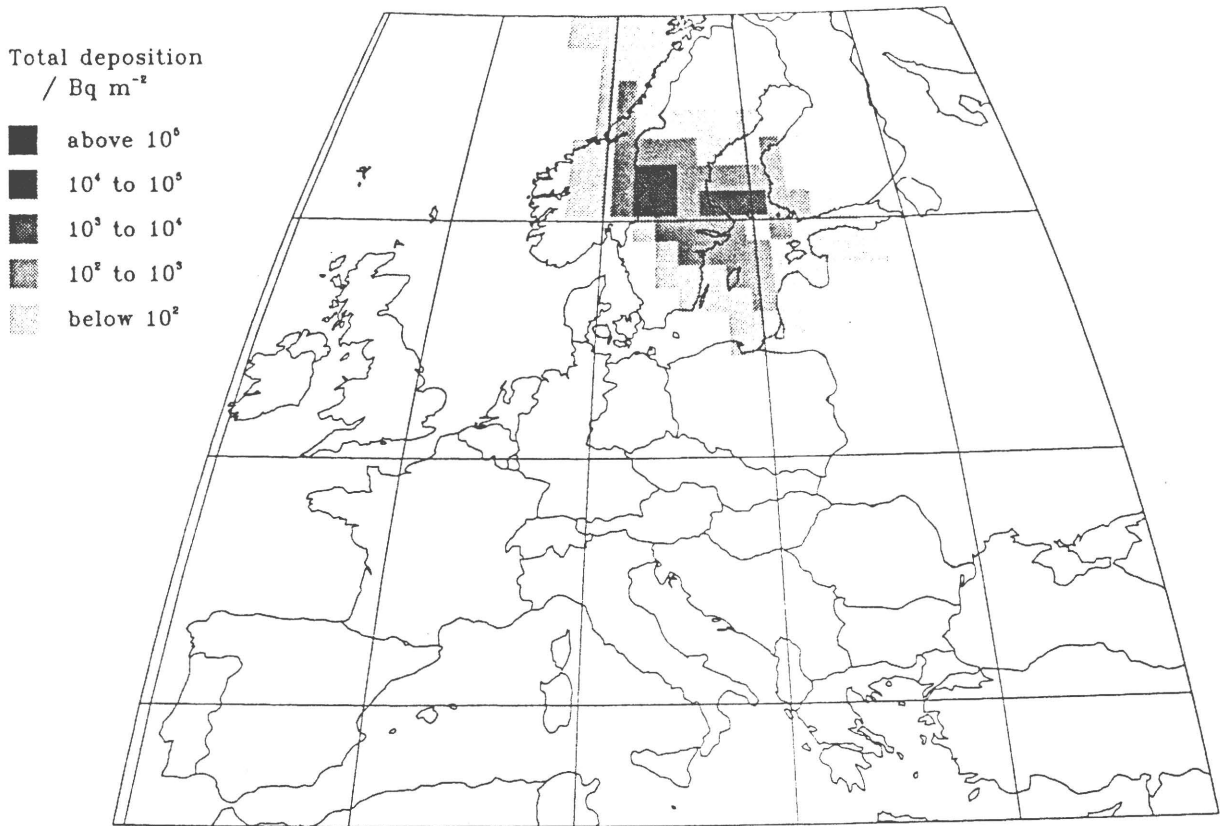 Total deposition
/ Bq m⁻²
above 10⁵
10⁴ to 10⁵
10³ to 10⁴
10² to 10³
below 10²